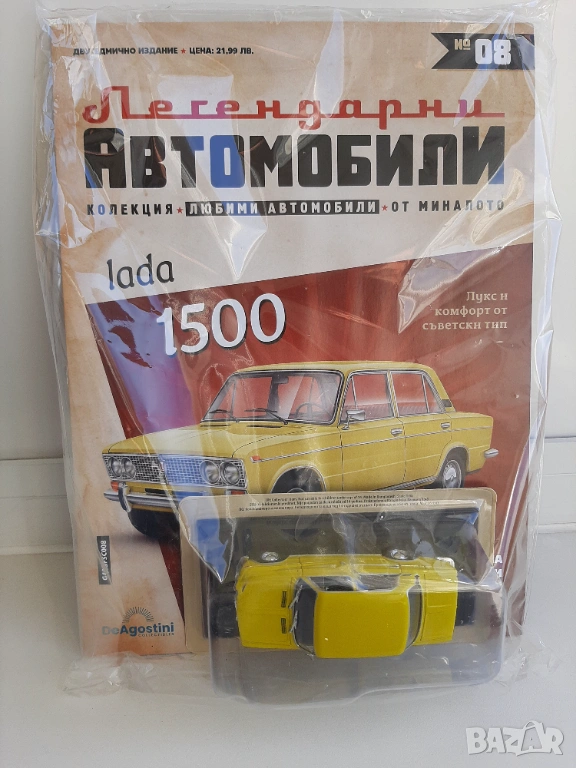 ДВУСЕДМИЧНО ИЗДАНИЕ ★ ЦЕНА: 21.99 ЛВ.
№ 08
Легендарни
АВТОМОБИЛИ
КОЛЕКЦИЯ ★ ЛЮБИМИ АВТОМОБИЛИ ★ ОТ МИНАЛОТО
lada
1500
Лукс и
комфорт от
съветски тип
DeAgostini
BAZAR